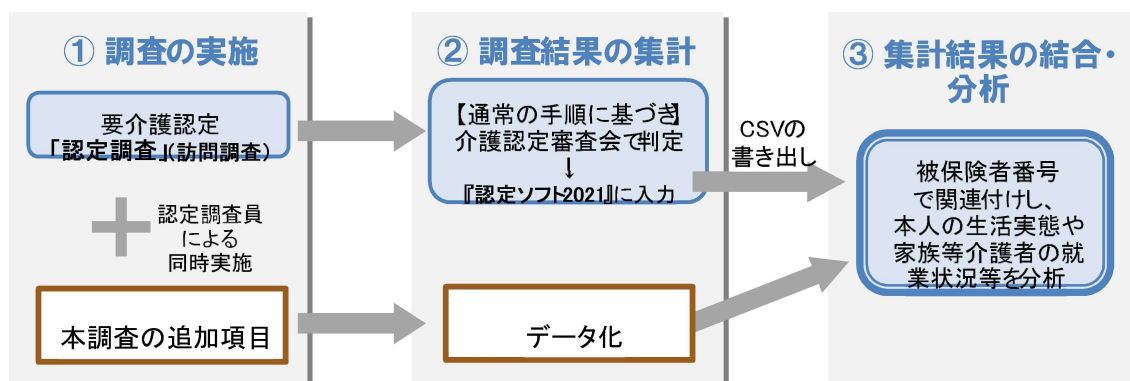 ① 調査の実施
要介護認定
「認定調査」（訪問調査）
認定調査員
による
同時実施
本調査の追加項目
② 調査結果の集計
【通常の手順に基づき】
介護認定審査会で判定
↓
『認定ソフト2021』に入力
データ化
CSVの
書き出し
③ 集計結果の結合・
分析
被保険者番号
で関連付けし、
本人の生活実態や
家族等介護者の就
業状況等を分析